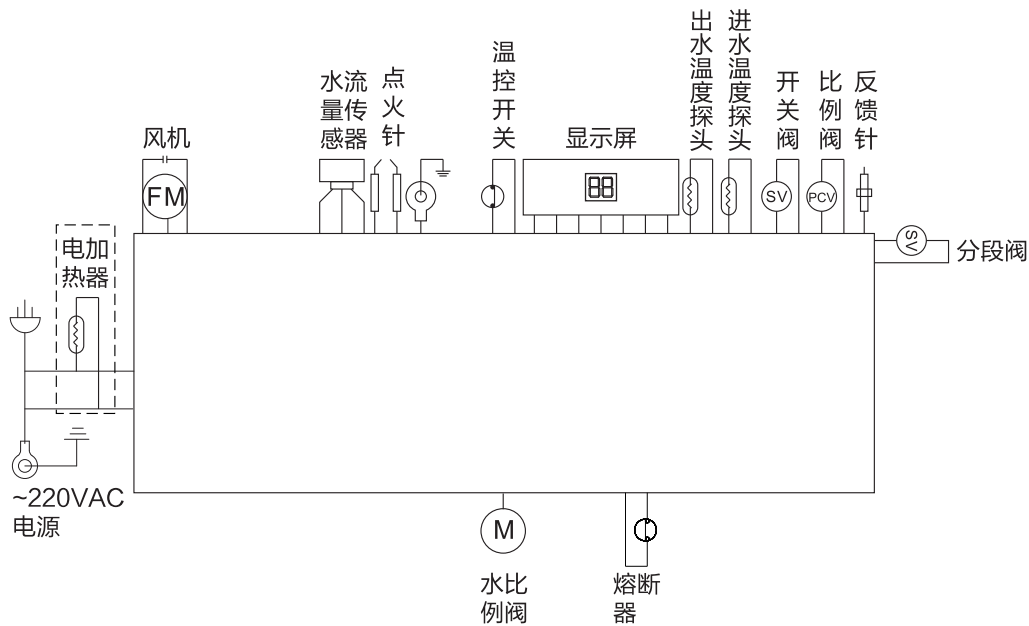 风机
FM
水流
量传
感器
点火针
温控开关
显示屏
88
出水温度探头
进水温度探头
开关阀
SV
比例阀
PCV
反馈针
SV
分段阀
电加
热器
~220VAC
电源
M
水比
例阀
熔断
器